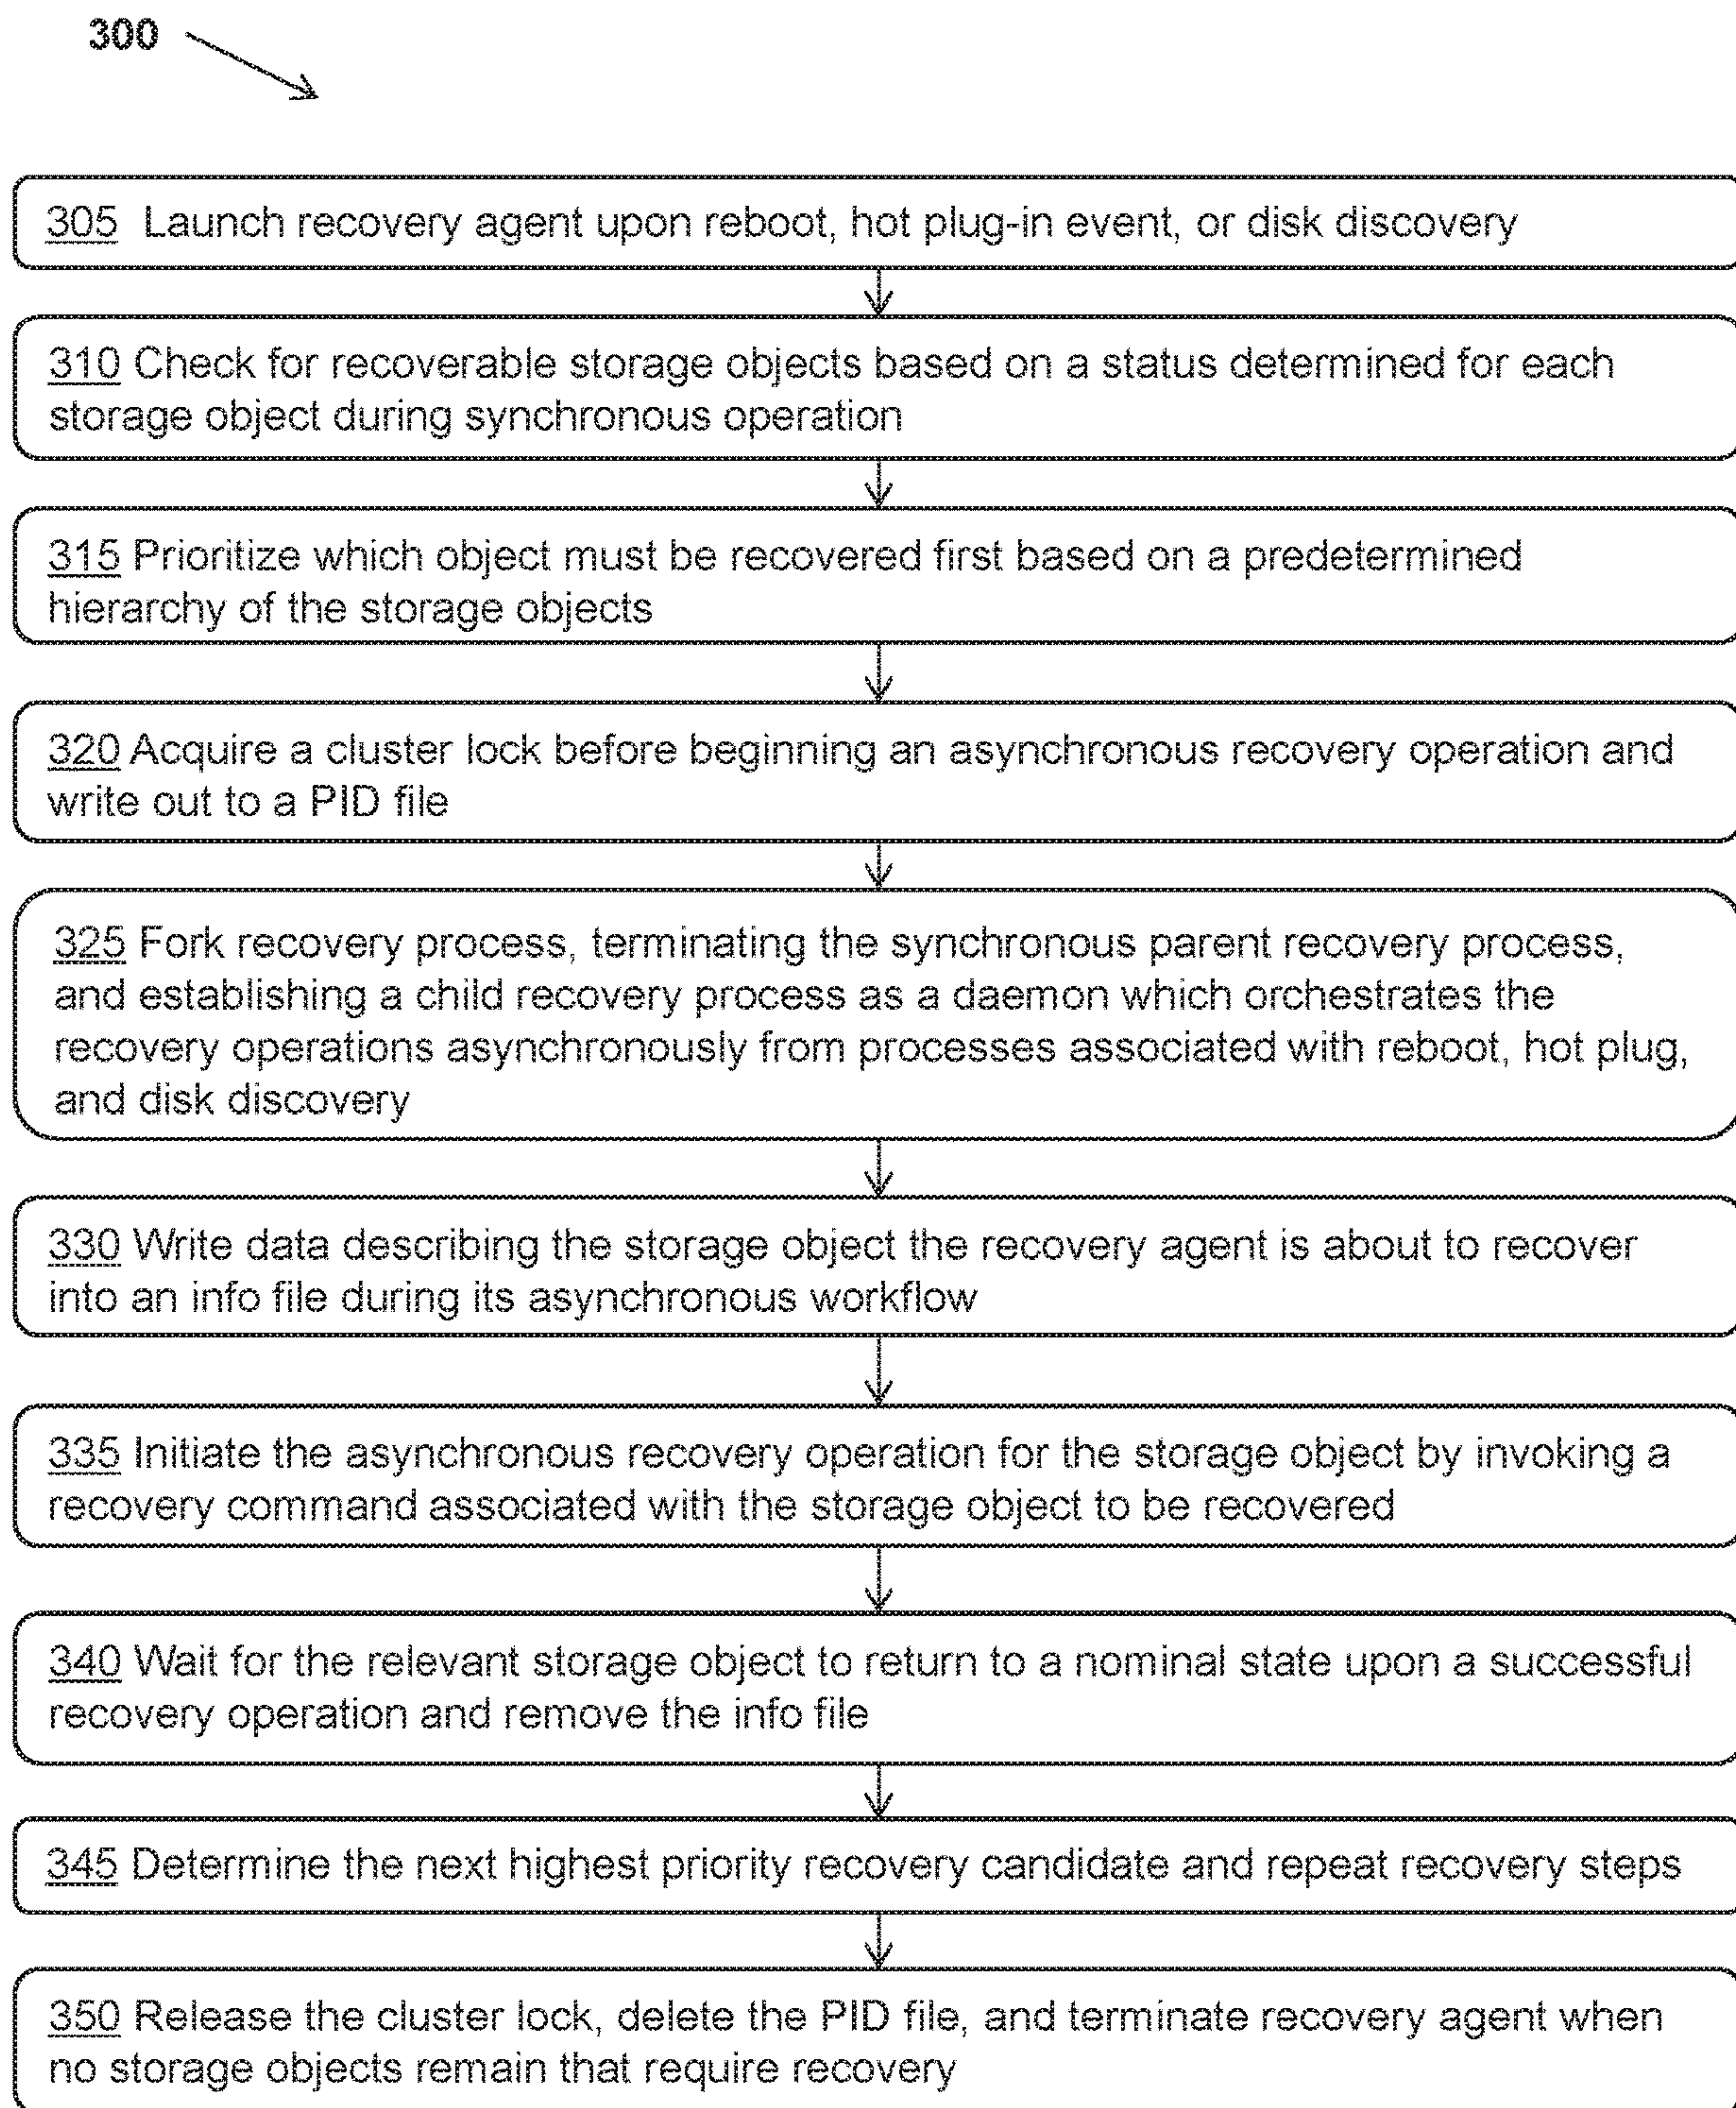 300
305 Launch recovery agent upon reboot, hot plug-in event, or disk discovery
310 Check for recoverable storage objects based on a status determined for each
storage object during synchronous operation
315 Prioritize which object must be recovered first based on a predetermined
hierarchy of the storage objects
320 Acquire a cluster lock before beginning an asynchronous recovery operation and
write out to a PID file
325 Fork recovery process, terminating the synchronous parent recovery process,
and establishing a child recovery process as a daemon which orchestrates the
recovery operations asynchronously from processes associated with reboot, hot plug,
and disk discovery
330 Write data describing the storage object the recovery agent is about to recover
into an info file during its asynchronous workflow
335 Initiate the asynchronous recovery operation for the storage object by invoking a
recovery command associated with the storage object to be recovered
340 Wait for the relevant storage object to return to a nominal state upon a successful
recovery operation and remove the info file
345 Determine the next highest priority recovery candidate and repeat recovery steps
350 Release the cluster lock, delete the PID file, and terminate recovery agent when
no storage objects remain that require recovery